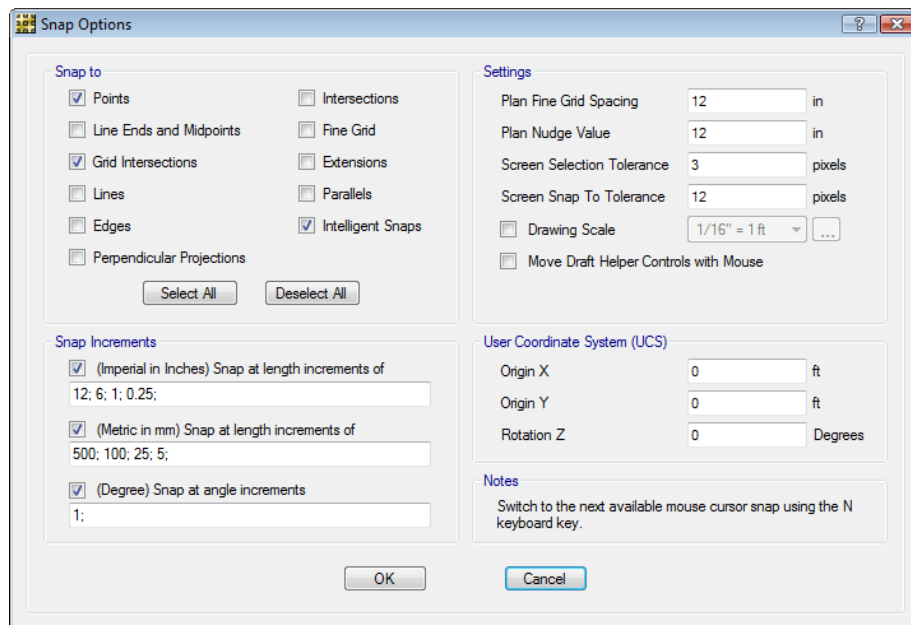 Snap Options
?
Snap to
Points
Intersections
Line Ends and Midpoints
Fine Grid
Grid Intersections
Extensions
Lines
Parallels
Edges
Intelligent Snaps
Perpendicular Projections
Select All
Deselect All
Settings
Plan Fine Grid Spacing 12 in
Plan Nudge Value 12 in
Screen Selection Tolerance 3 pixels
Screen Snap To Tolerance 12 pixels
Drawing Scale 1/16" = 1 ft ...
Move Draft Helper Controls with Mouse
Snap Increments
(Imperial in Inches) Snap at length increments of
12; 6; 1; 0.25;
(Metric in mm) Snap at length increments of
500; 100; 25; 5;
(Degree) Snap at angle increments
1;
User Coordinate System (UCS)
Origin X 0 ft
Origin Y 0 ft
Rotation Z 0 Degrees
Notes
Switch to the next available mouse cursor snap using the N
keyboard key.
OK
Cancel